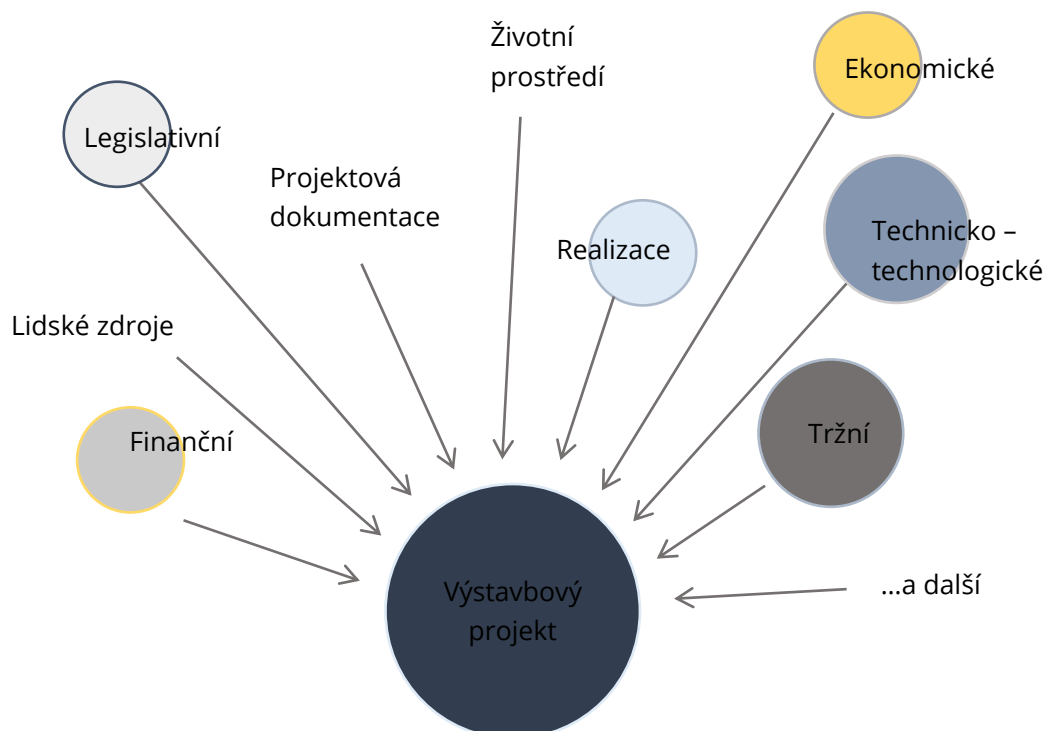 Životní
prostředí
Ekonomické
Legislativní
Projektová
dokumentace
Realizace
Technicko –
technologické
Lidské zdroje
Finanční
Tržní
Výstavbový
projekt
...a další